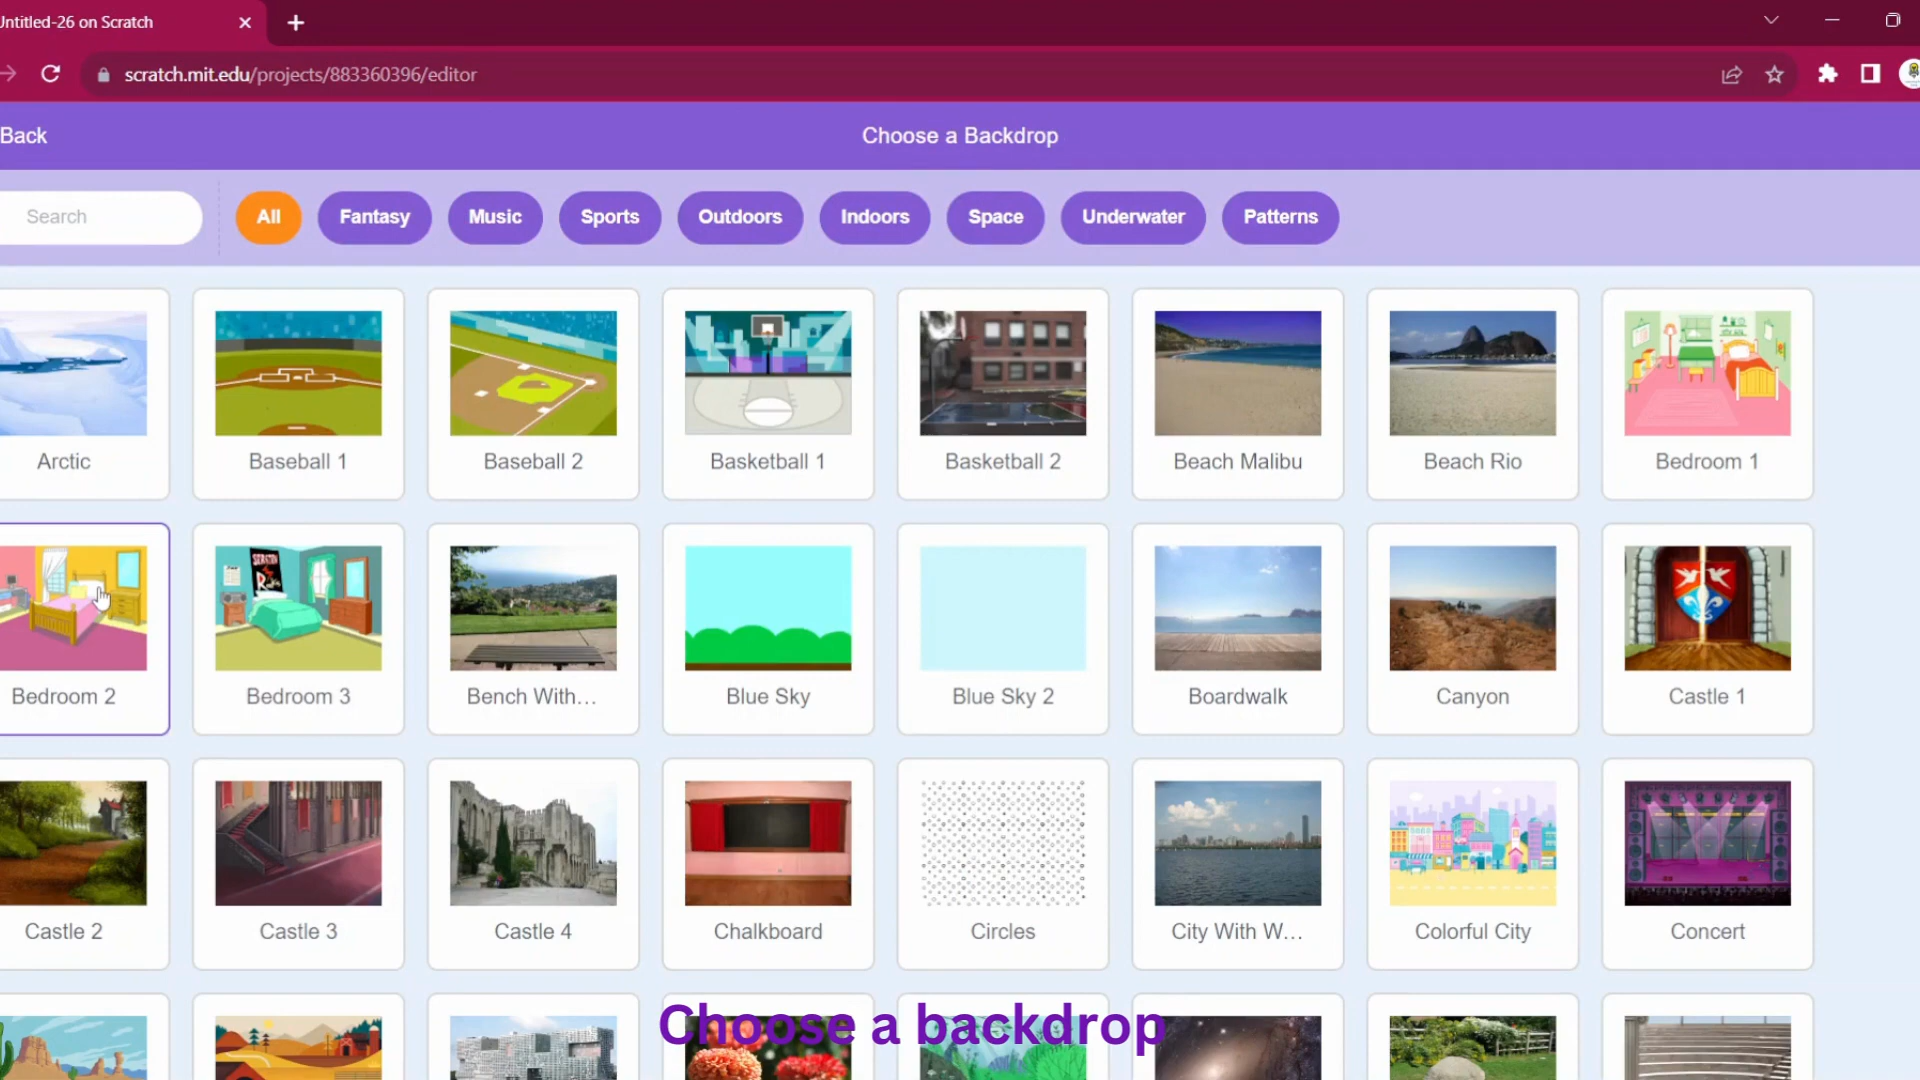 Untitled-26 on Scratch
scratch.mit.edu/projects/883360396/editor
Back
Choose a Backdrop
Search
All
Fantasy
Music
Sports
Outdoors
Indoors
Space
Underwater
Patterns
Arctic
Baseball 1
Baseball 2
Basketball 1
Basketball 2
Beach Malibu
Beach Rio
Bedroom 1
Bedroom 2
Bedroom 3
Bench With...
Blue Sky
Blue Sky 2
Boardwalk
Canyon
Castle 1
Castle 2
Castle 3
Castle 4
Chalkboard
Circles
City With W...
Colorful City
Concert
Choose a backdrop